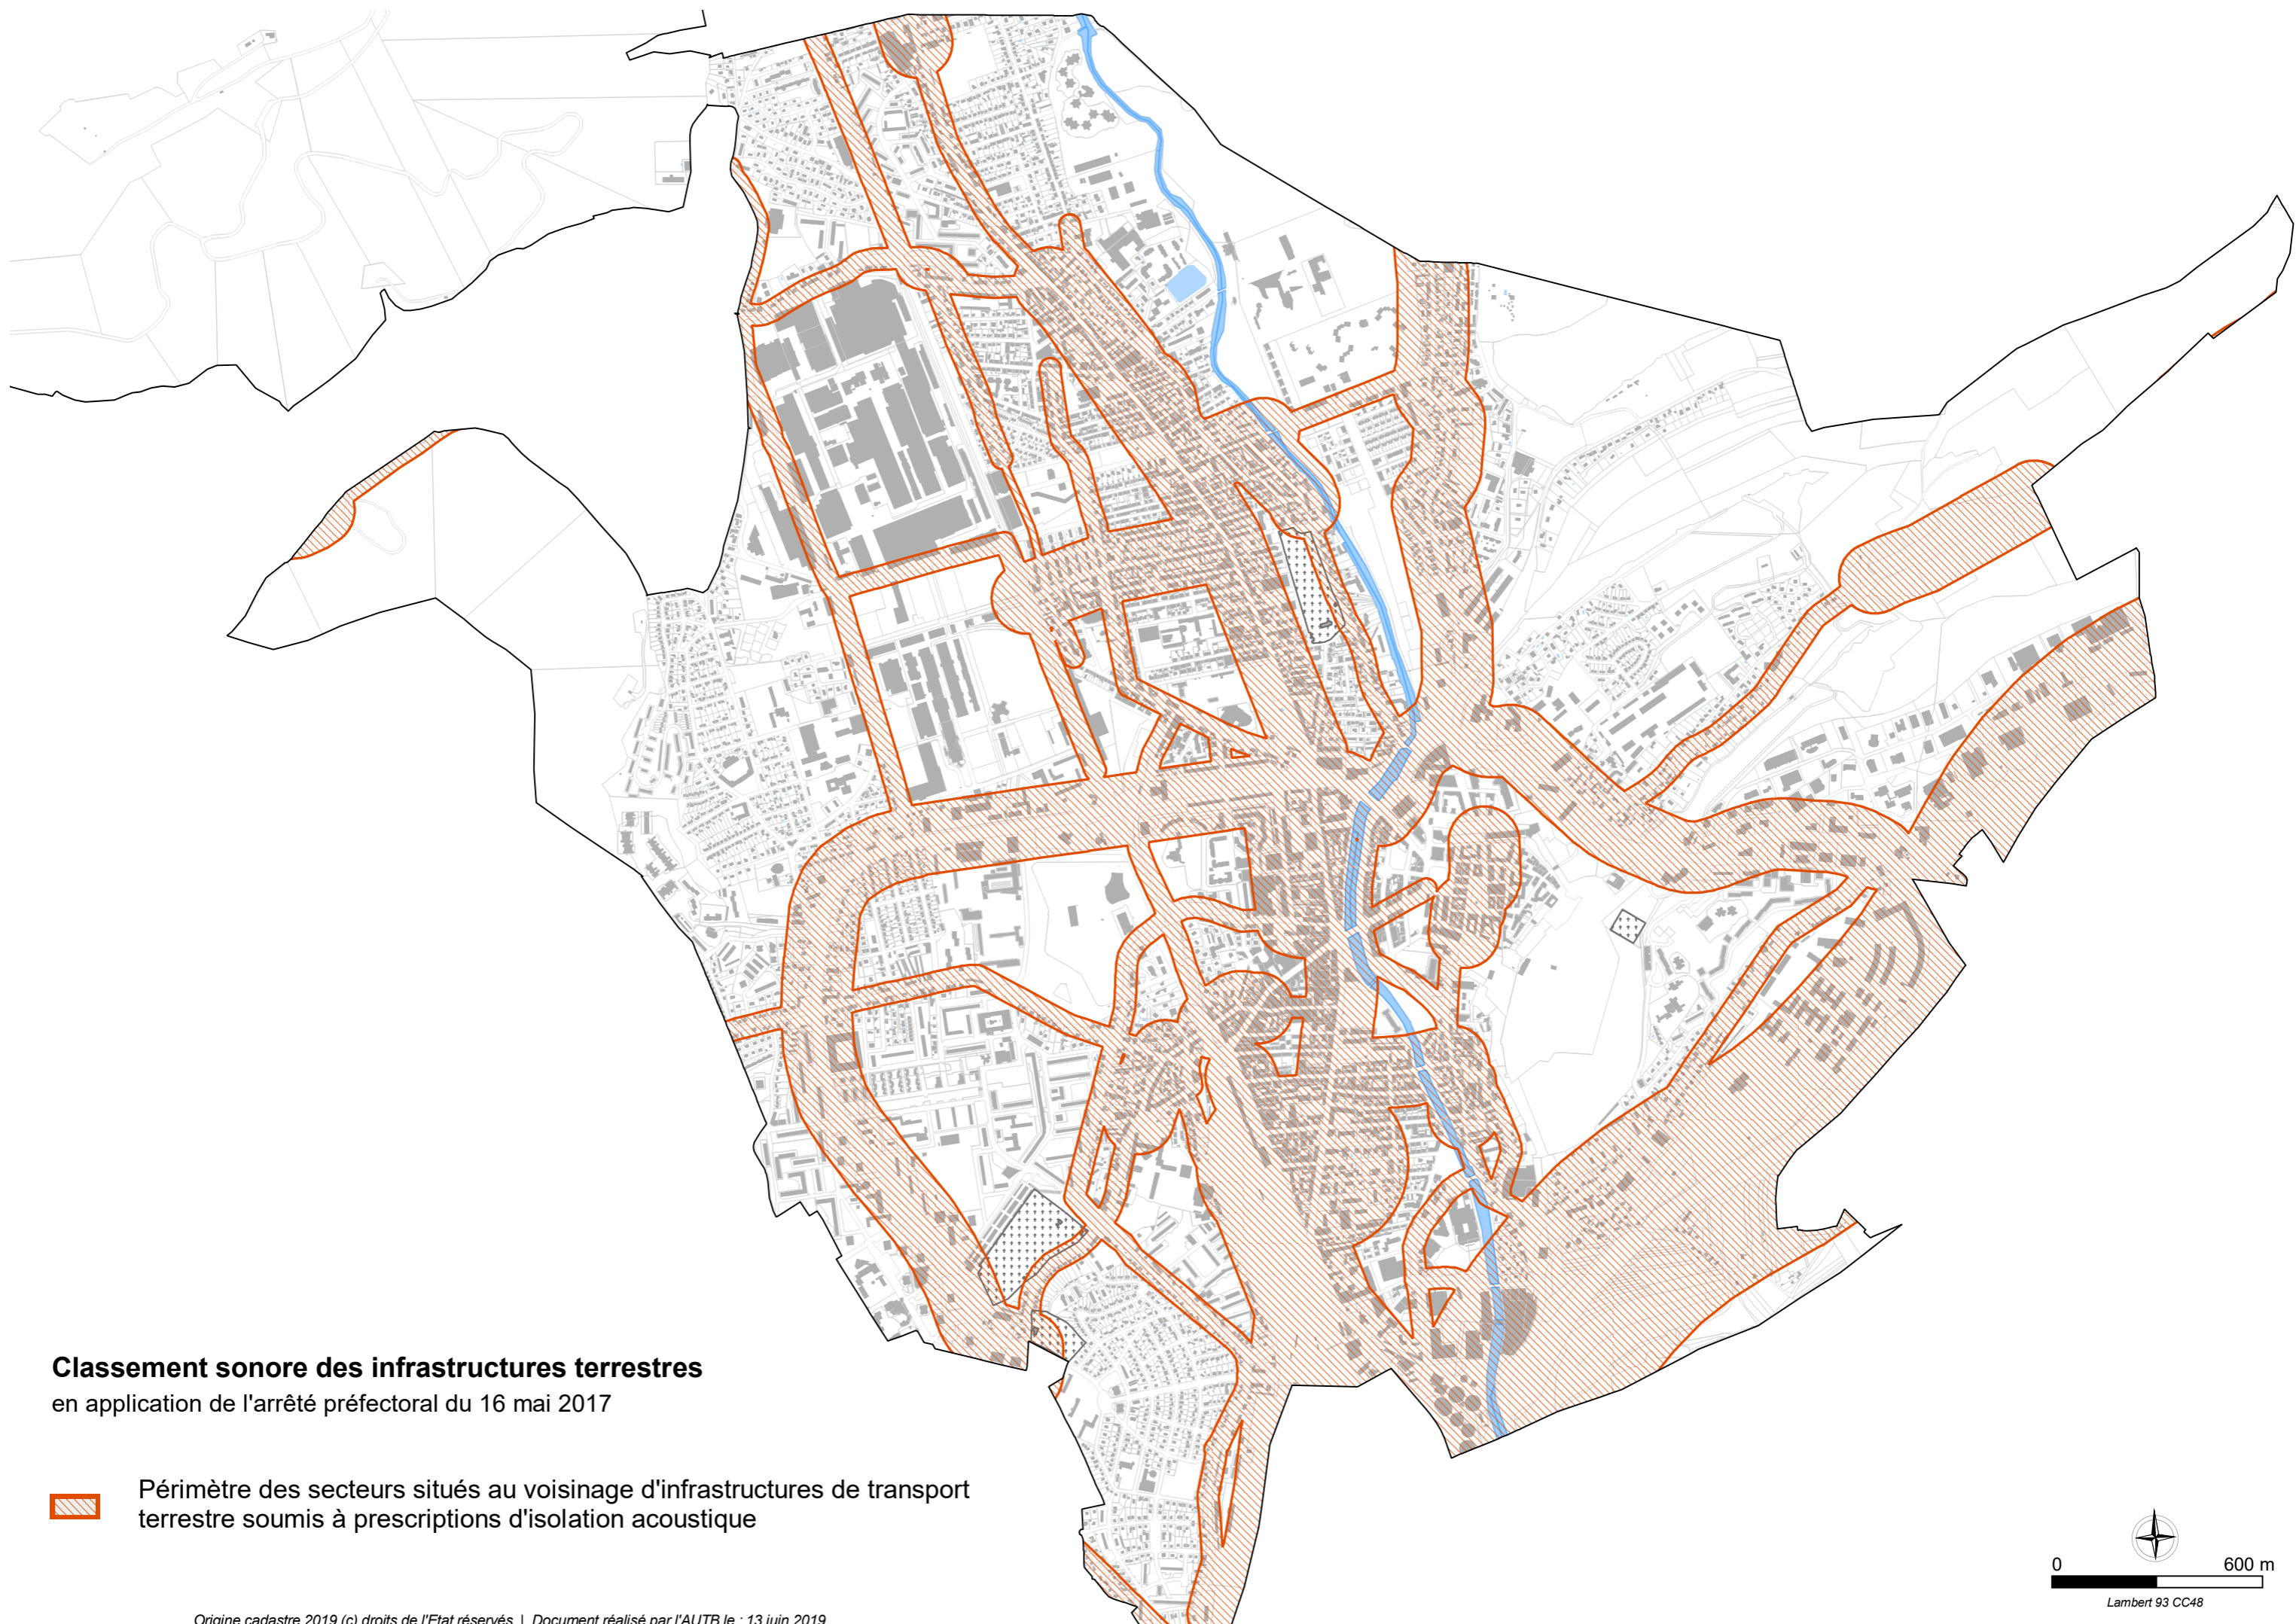 Classement sonore des infrastructures terrestres
en application de l'arrêté préfectoral du 16 mai 2017
Périmètre des secteurs situés au voisinage d'infrastructures de transport
terrestre soumis à prescriptions d'isolation acoustique
0 600 m
Lambert 93 CC48
Origine cadastre 2019 (c) droits de l'Etat réservés | Document réalisé par l'AUTB le : 13 juin 2019